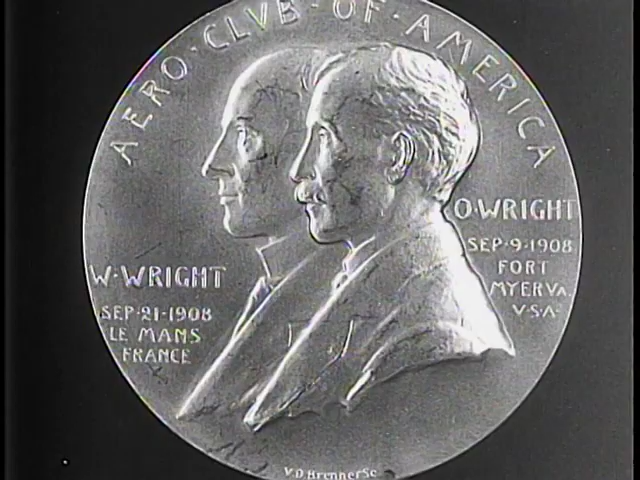 AERO·CLVB·OF·AMERICA
W·WRIGHT
SEP·21·1908
LE MANS
FRANCE
O·WRIGHT
SEP·9·1908
FORT
MYER VA.
V·S·A·
V D Brenner Sc